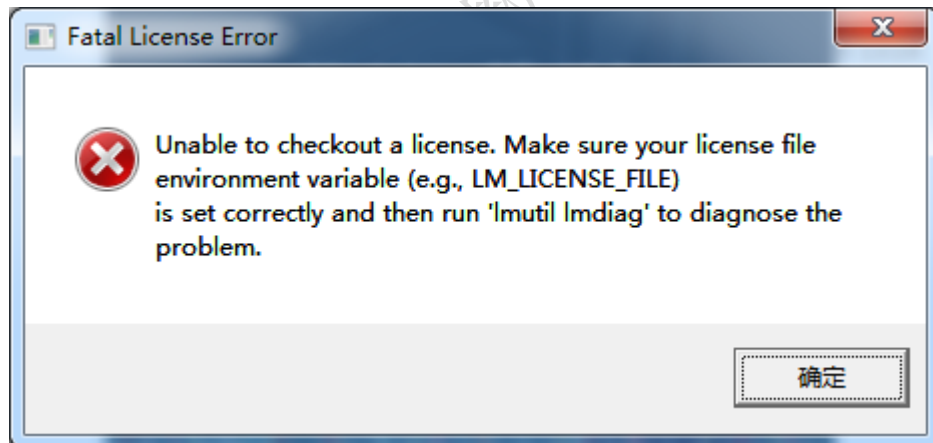 Fatal License Error
Unable to checkout a license. Make sure your license file
environment variable (e.g., LM_LICENSE_FILE)
is set correctly and then run 'lmutil lmdiag' to diagnose the
problem.
确定